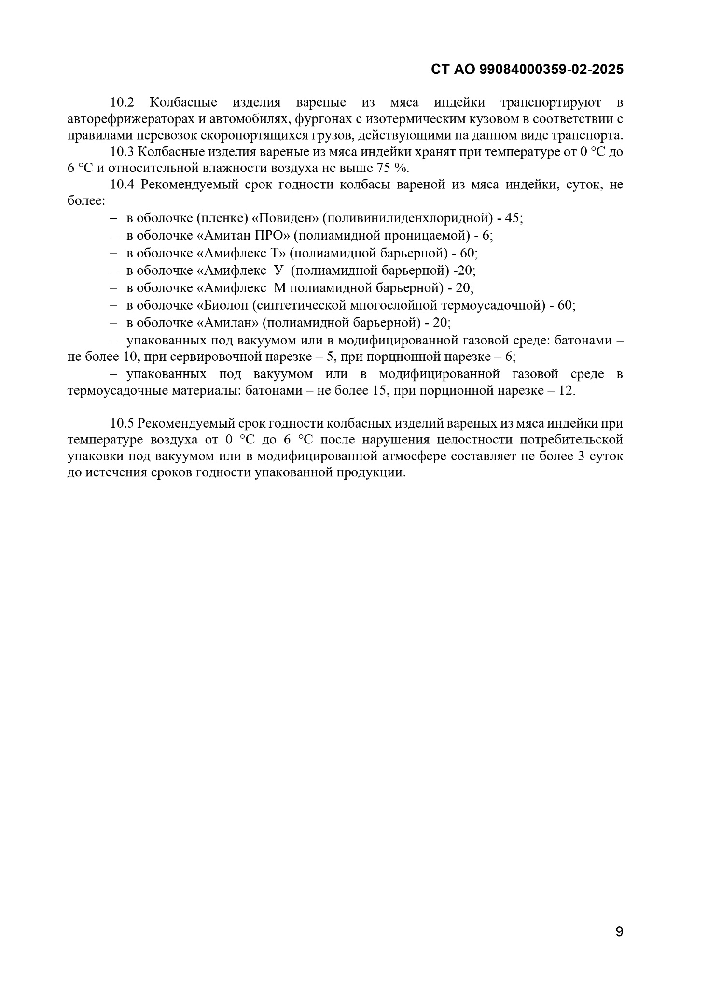 СТ АО 99084000359-02-2025
10.2 Колбасные изделия вареные из мяса индейки транспортируют в
авторефрижераторах и автомобилях, фургонах с изотермическим кузовом в соответствии с
правилами перевозок скоропортящихся грузов, действующими на данном виде транспорта.
10.3 Колбасные изделия вареные из мяса индейки хранят при температуре от 0 °С до
6 °С и относительной влажности воздуха не выше 75 %.
10.4 Рекомендуемый срок годности колбасы вареной из мяса индейки, суток, не
более:
– в оболочке (пленке) «Повиден» (поливинилиденхлоридной) - 45;
– в оболочке «Амитан ПРО» (полиамидной проницаемой) - 6;
– в оболочке «Амифлекс Т» (полиамидной барьерной) - 60;
– в оболочке «Амифлекс  У  (полиамидной барьерной) -20;
– в оболочке «Амифлекс  М полиамидной барьерной) - 20;
– в оболочке «Биолон (синтетической многослойной термоусадочной) - 60;
– в оболочке «Амилан» (полиамидной барьерной) - 20;
– упакованных под вакуумом или в модифицированной газовой среде: батонами –
не более 10, при сервировочной нарезке – 5, при порционной нарезке – 6;
– упакованных под вакуумом или в модифицированной газовой среде в
термоусадочные материалы: батонами – не более 15, при порционной нарезке – 12.
10.5 Рекомендуемый срок годности колбасных изделий вареных из мяса индейки при
температуре воздуха от 0 °С до 6 °С после нарушения целостности потребительской
упаковки под вакуумом или в модифицированной атмосфере составляет не более 3 суток
до истечения сроков годности упакованной продукции.
9